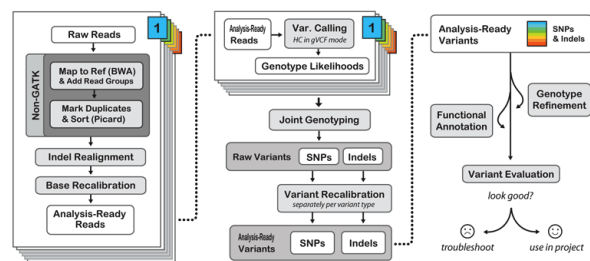 1
Raw Reads
Non-GATK
Map to Ref (BWA)
& Add Read Groups
Mark Duplicates
& Sort (Picard)
Indel Realignment
Base Recalibration
Analysis-Ready
Reads
1
Analysis-Ready
Reads
Var. Calling
HC in gVCF mode
Genotype Likelihoods
Joint Genotyping
Raw Variants
SNPs
Indels
Variant Recalibration
separately per variant type
Analysis-Ready
Variants
SNPs
Indels
Analysis-Ready
Variants
SNPs
& Indels
Genotype
Refinement
Functional
Annotation
Variant Evaluation
look good?
troubleshoot
use in project